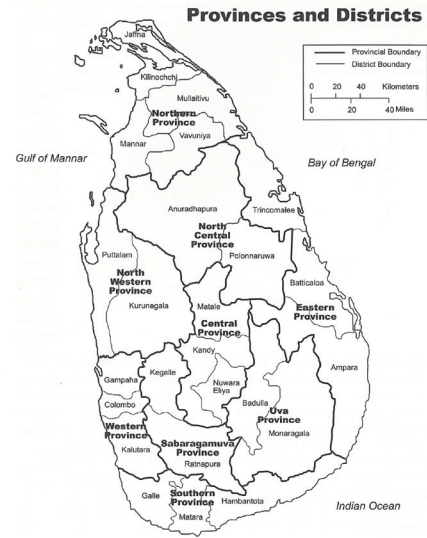 Provinces and Districts
Provincial Boundary
District Boundary
0 20 40 Kilometers
0 20 40 Miles
Jaffna
Kilinochchi
Mullaitivu
Northern
Province
Vavuniya
Mannar
Gulf of Mannar
Bay of Bengal
Anuradhapura
Trincomalee
North
Central
Province
Polonnaruwa
Puttalam
North
Western
Province
Kurunegala
Batticaloa
Eastern
Province
Matale
Central
Province
Kandy
Ampara
Kegalle
Gampaha
Nuwara
Eliya
Badulla
Colombo
Uva
Province
Monaragala
Western
Province
Kalutara
Sabaragamuva
Province
Ratnapura
Galle
Southern
Province
Hambantota
Matara
Indian Ocean